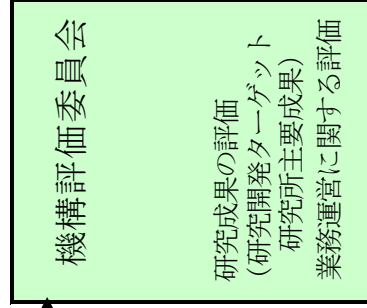 機構評価委員会
研究成果の評価
（研究開発ターゲット
研究所主要成果）
業務運営に関する評価